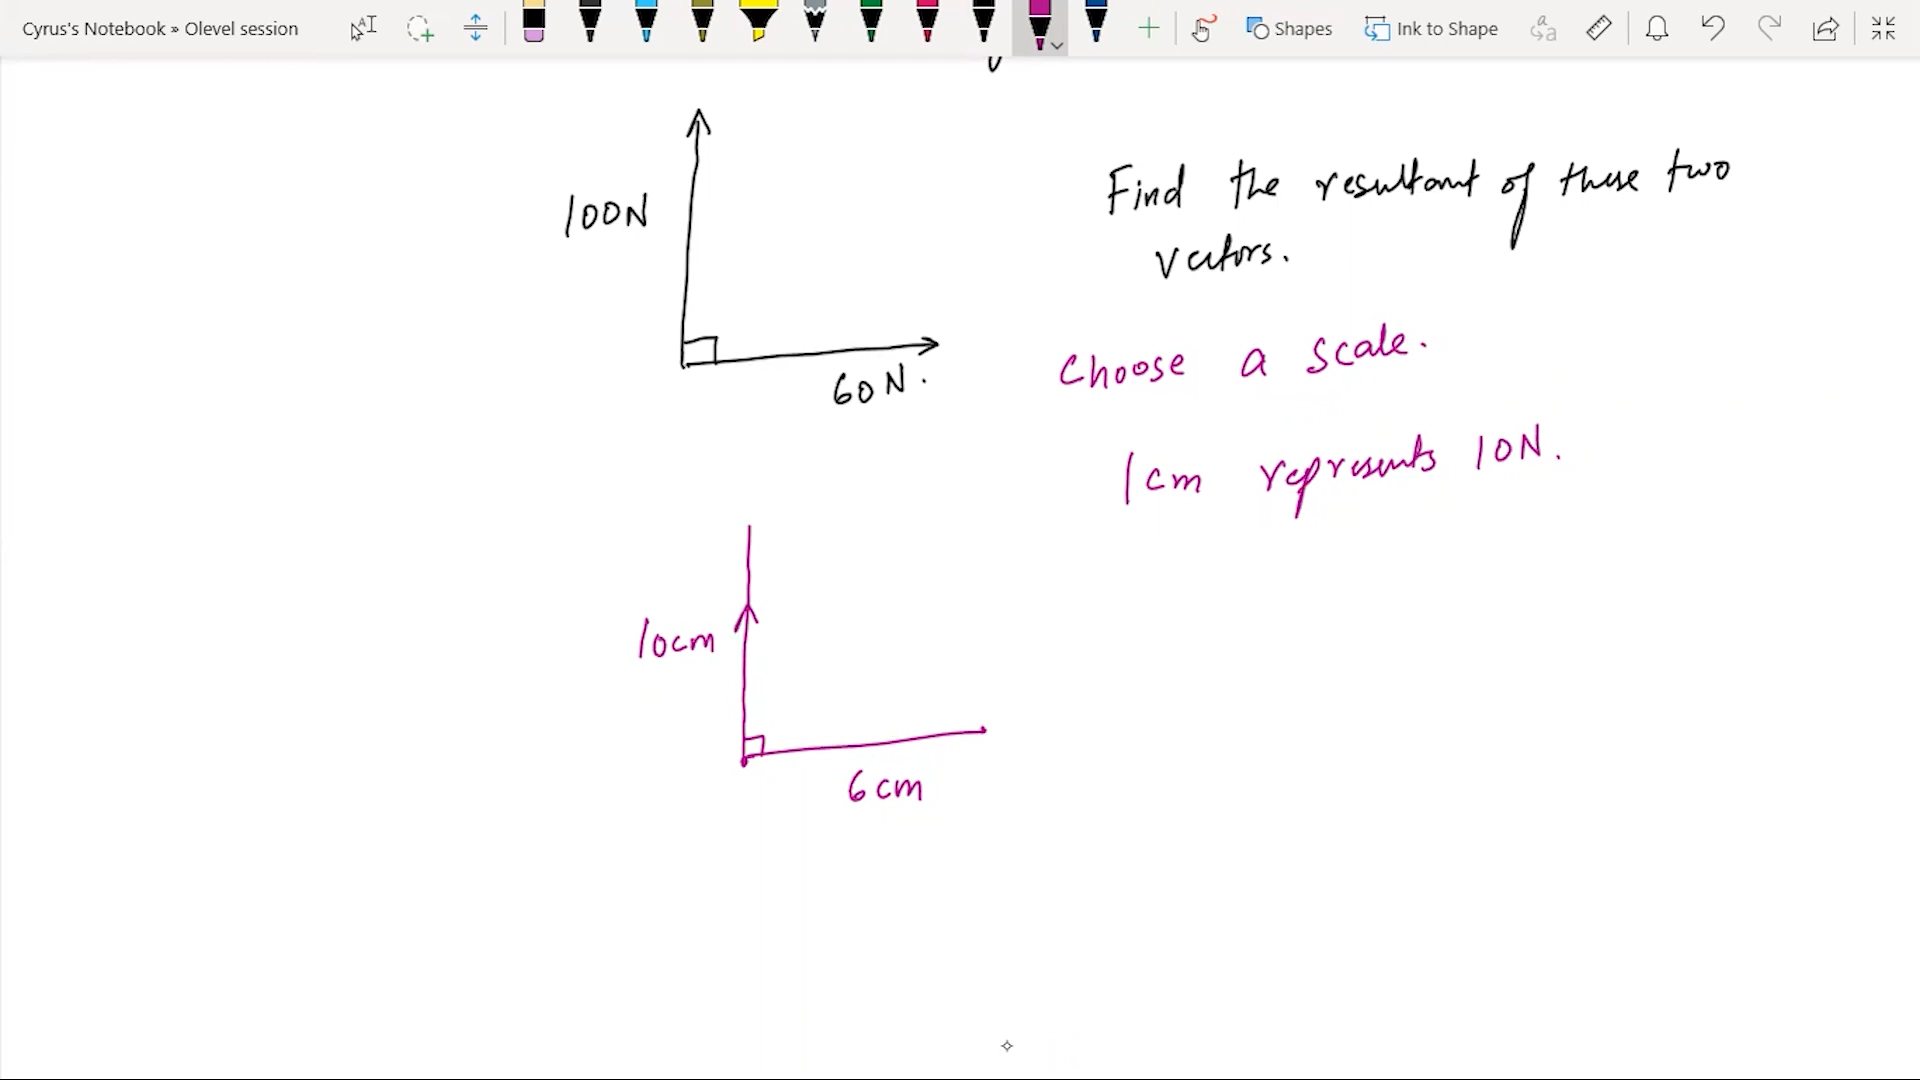 Cyrus's Notebook » Olevel session
Shapes
Ink to Shape
100N
60N.
Find the resultant of these two
vectors.
Choose a scale.
1cm represents 10N.
10cm
6cm